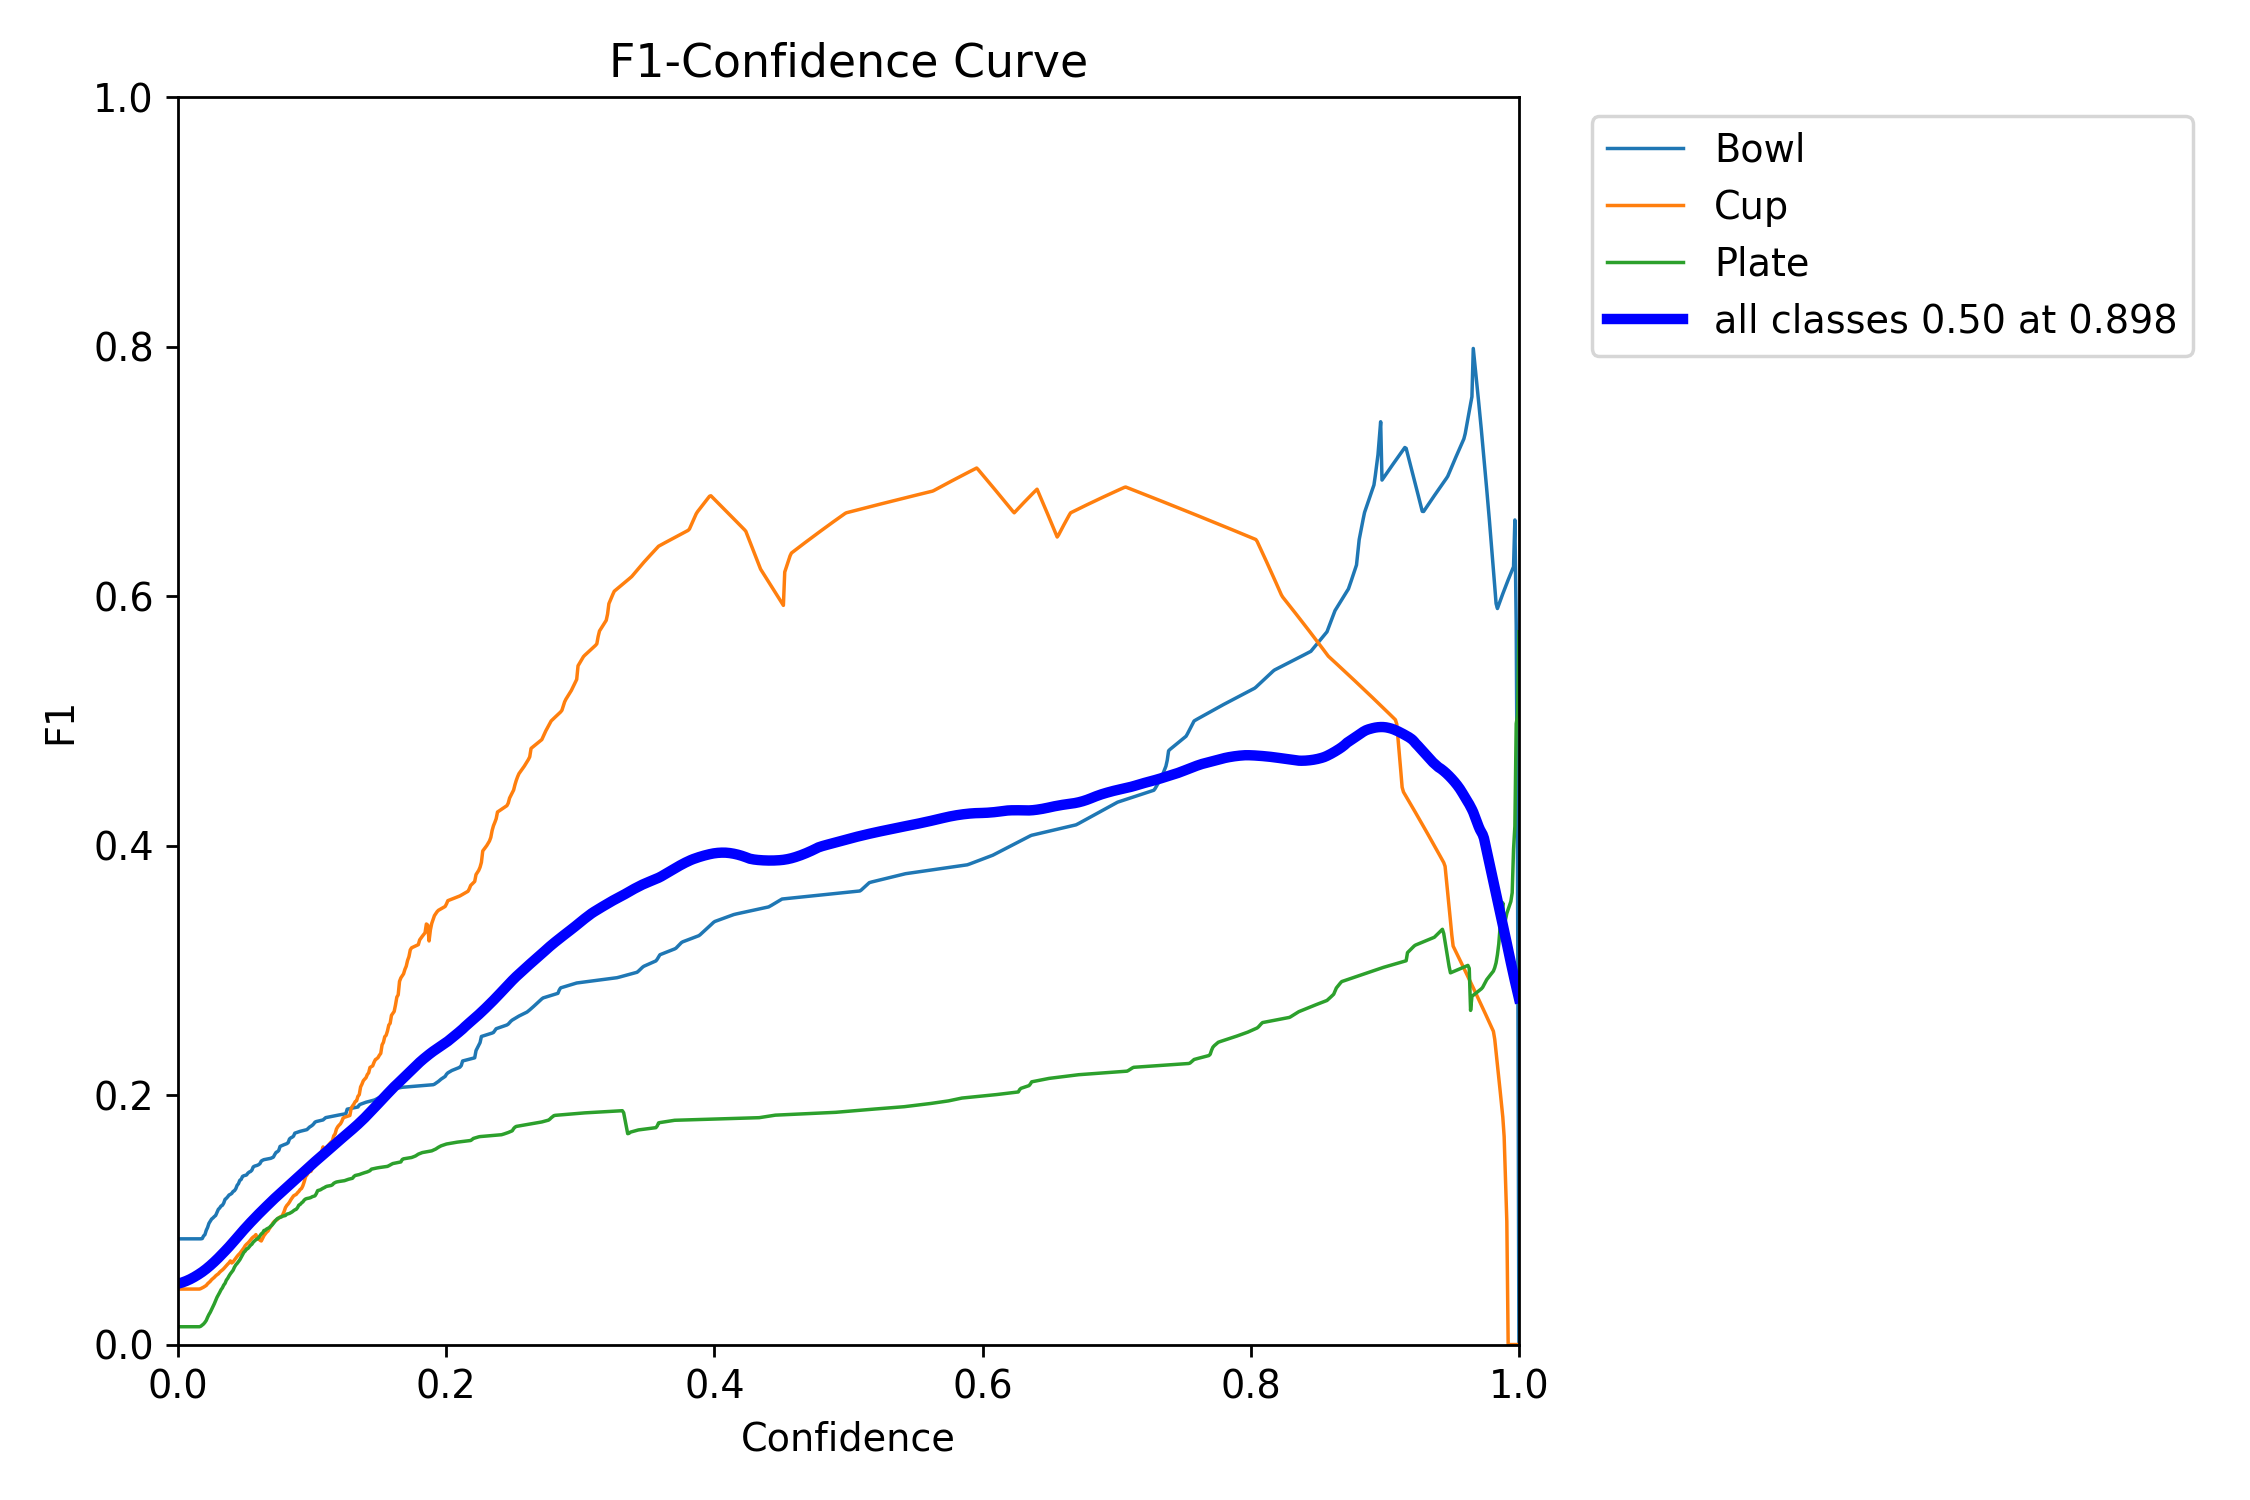 F1-Confidence Curve
1.0
0.8
0.6
0.4
0.2
0.0
F1
0.0 0.2 0.4 0.6 0.8 1.0
Confidence
Bowl
Cup
Plate
all classes 0.50 at 0.898